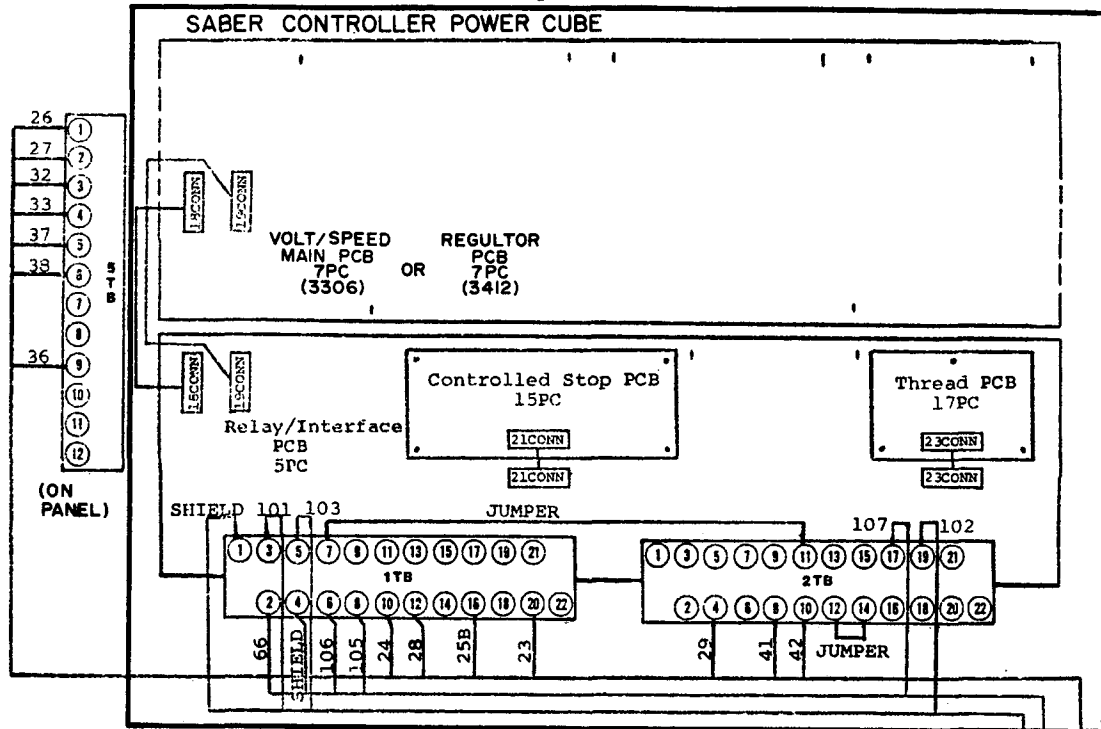 SABER CONTROLLER POWER CUBE
26
27
32
33
37
38
36
1
2
3
4
5
6
7
8
9
10
11
12
5TB
(ON
PANEL)
18CONN
19CONN
VOLT/SPEED
MAIN PCB
7PC
(3306)
OR
REGULTOR
PCB
7PC
(3412)
18CONN
19CONN
Relay/Interface
PCB
5PC
Controlled Stop PCB
15PC
21CONN
21CONN
Thread PCB
17PC
23CONN
23CONN
SHIELD 101 103
JUMPER
107 102
1 3 5 7 9 11 13 15 17 19 21
1TB
2 4 6 8 10 12 14 16 18 20 22
1 3 5 7 9 11 13 15 17 19 21
2TB
2 4 6 8 10 12 14 16 18 20 22
66
SHIELD
106
105
24
28
25B
23
29
41
42
JUMPER